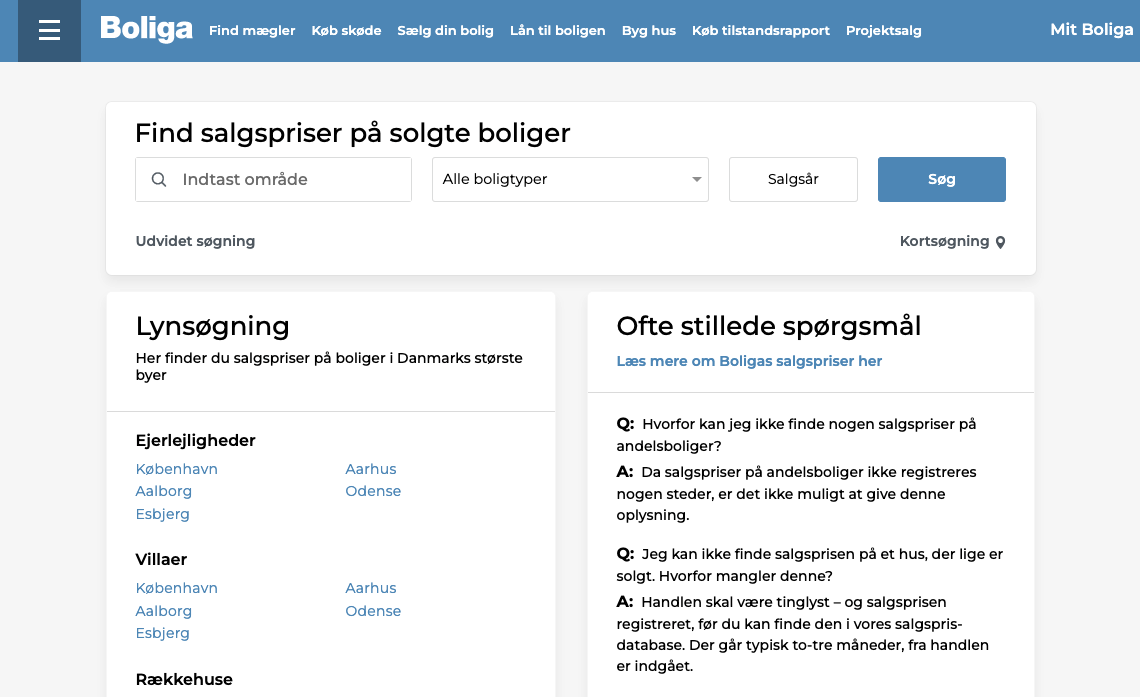 Boliga
Find mægler
Køb skøde
Sælg din bolig
Lån til boligen
Byg hus
Køb tilstandsrapport
Projektsalg
Mit Boliga
Find salgspriser på solgte boliger
Indtast område
Alle boligtyper
Salgsår
Søg
Udvidet søgning
Kortsøgning
Lynsøgning
Her finder du salgspriser på boliger i Danmarks største
byer
Ejerlejligheder
København
Aarhus
Aalborg
Odense
Esbjerg
Villaer
København
Aarhus
Aalborg
Odense
Esbjerg
Rækkehuse
Ofte stillede spørgsmål
Læs mere om Boligas salgspriser her
Q: Hvorfor kan jeg ikke finde nogen salgspriser på
andelsboliger?
A: Da salgspriser på andelsboliger ikke registreres
nogen steder, er det ikke muligt at give denne
oplysning.
Q: Jeg kan ikke finde salgsprisen på et hus, der lige er
solgt. Hvorfor mangler denne?
A: Handlen skal være tinglyst – og salgsprisen
registreret, før du kan finde den i vores salgspris-
database. Der går typisk to-tre måneder, fra handlen
er indgået.